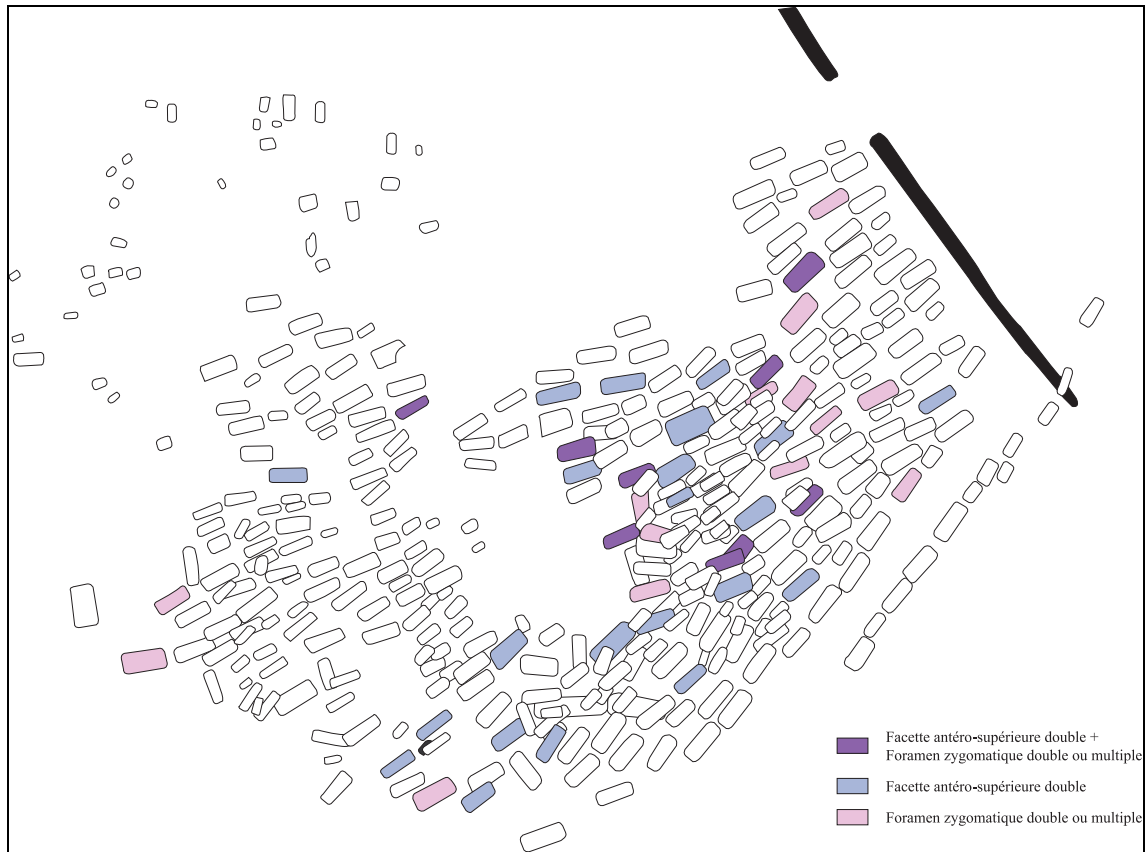 Facette antéro-supérieure double +
Foramen zygomatique double ou multiple
Facette antéro-supérieure double
Foramen zygomatique double ou multiple